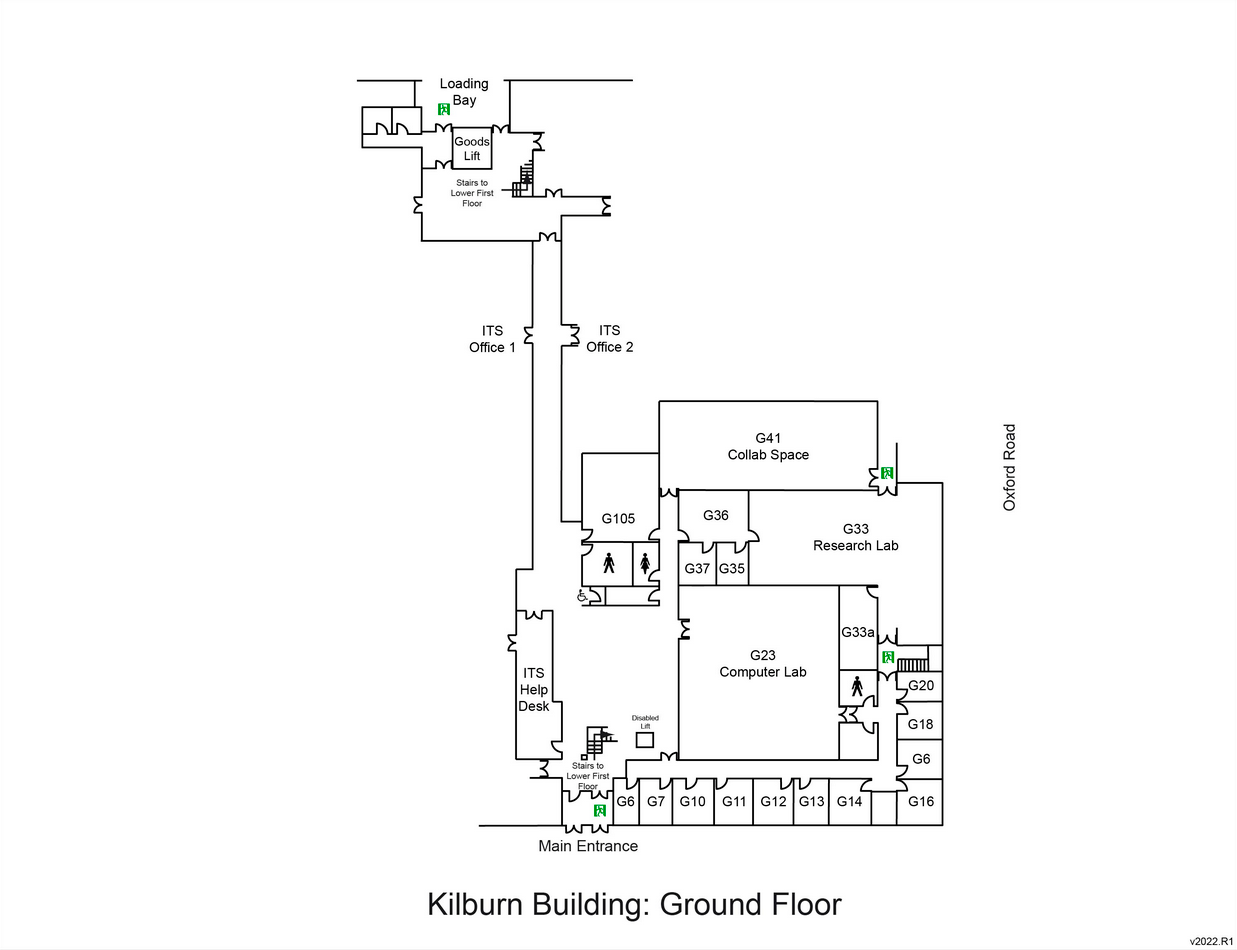 Loading
Bay
Goods
Lift
Stairs to
Lower First
Floor
ITS
Office 1
ITS
Office 2
Oxford Road
G41
Collab Space
G105
G36
G33
Research Lab
G37
G35
G33a
G23
Computer Lab
ITS
Help
Desk
G20
Disabled
Lift
G18
G6
Stairs to
Lower First
Floor
G6
G7
G10
G11
G12
G13
G14
G16
Main Entrance
Kilburn Building: Ground Floor
v2022.R1